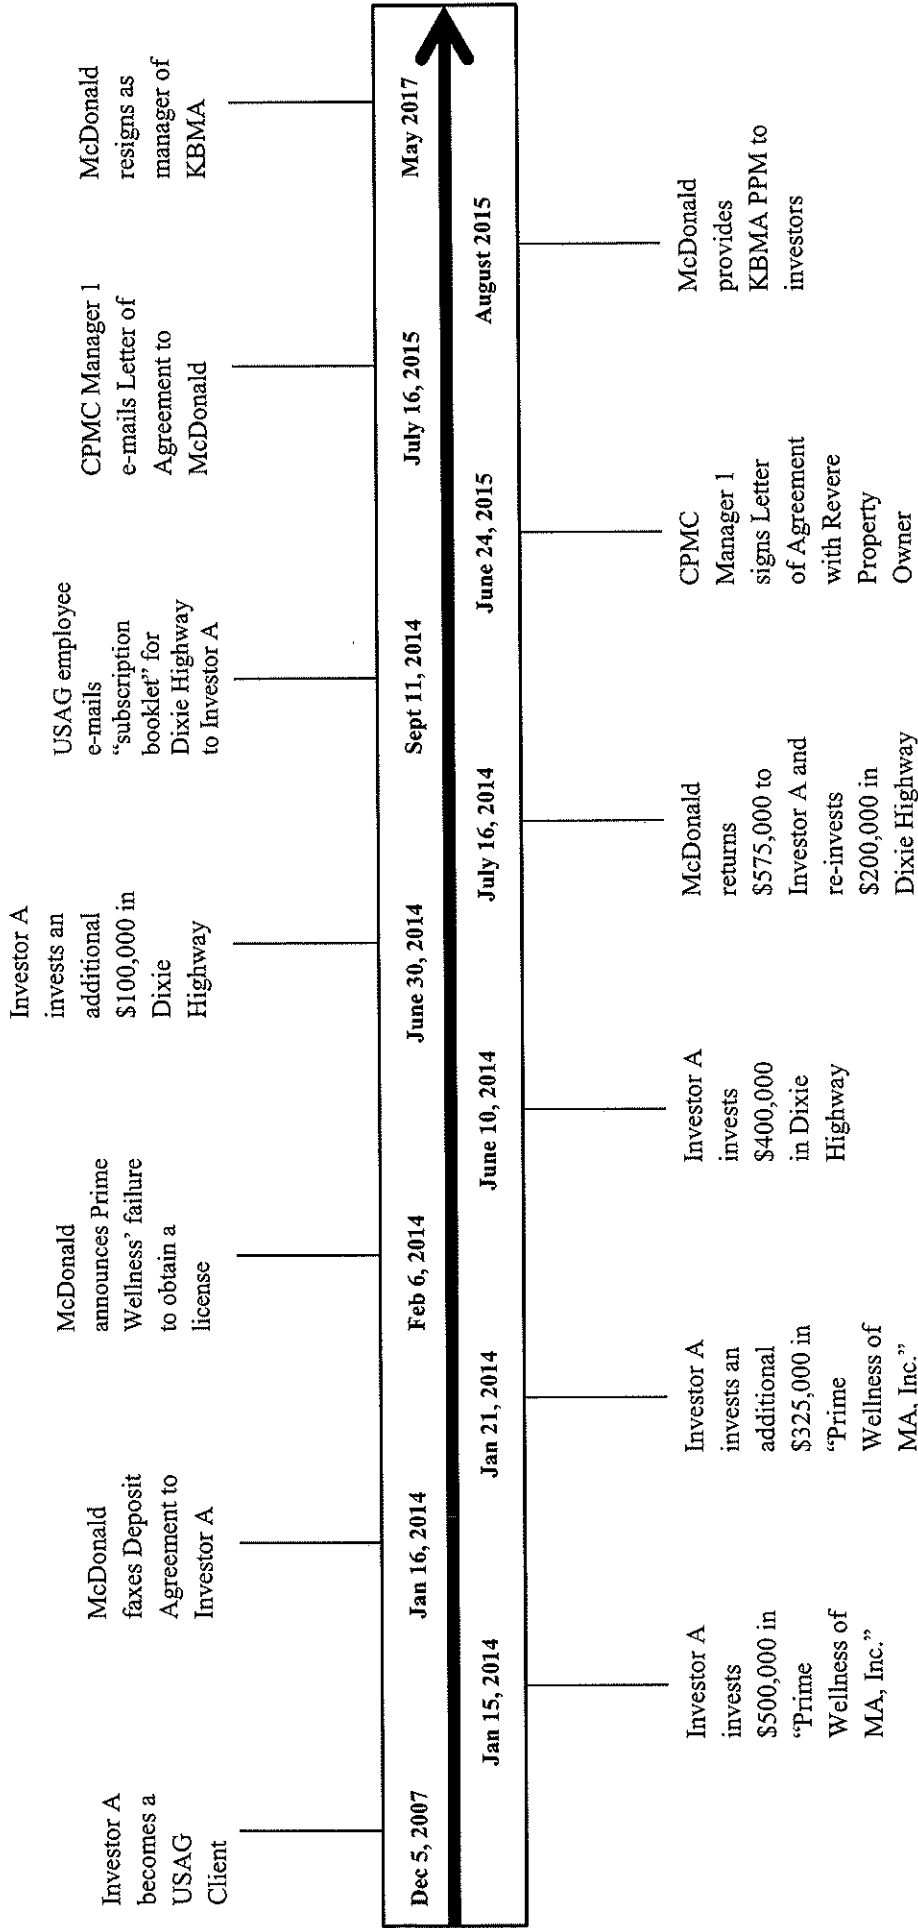 Investor A
becomes a
USAG
Client
Dec 5, 2007
Jan 15, 2014
Investor A
invests
$500,000 in
“Prime
Wellness of
MA, Inc.”
McDonald
faxes Deposit
Agreement to
Investor A
Jan 16, 2014
Jan 21, 2014
Investor A
invests an
additional
$325,000 in
“Prime
Wellness of
MA, Inc.”
McDonald
announces Prime
Wellness’ failure
to obtain a
license
Feb 6, 2014
June 10, 2014
Investor A
invests
$400,000
in Dixie
Highway
Investor A
invests an
additional
$100,000 in
Dixie
Highway
June 30, 2014
July 16, 2014
McDonald
returns
$575,000 to
Investor A and
re-invests
$200,000 in
Dixie Highway
USAG employee
e-mails
“subscription
booklet” for
Dixie Highway
to Investor A
Sept 11, 2014
June 24, 2015
CPMC
Manager 1
signs Letter
of Agreement
with Revere
Property
Owner
CPMC Manager 1
e-mails Letter of
Agreement to
McDonald
July 16, 2015
August 2015
McDonald
provides
KBMA PPM to
investors
McDonald
resigns as
manager of
KBMA
May 2017